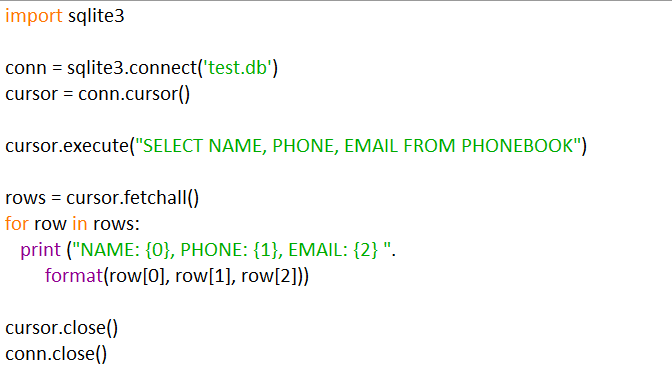 import sqlite3
conn = sqlite3.connect('test.db')
cursor = conn.cursor()
cursor.execute("SELECT NAME, PHONE, EMAIL FROM PHONEBOOK")
rows = cursor.fetchall()
for row in rows:
print ("NAME: {0}, PHONE: {1}, EMAIL: {2} ".
format(row[0], row[1], row[2]))
cursor.close()
conn.close()